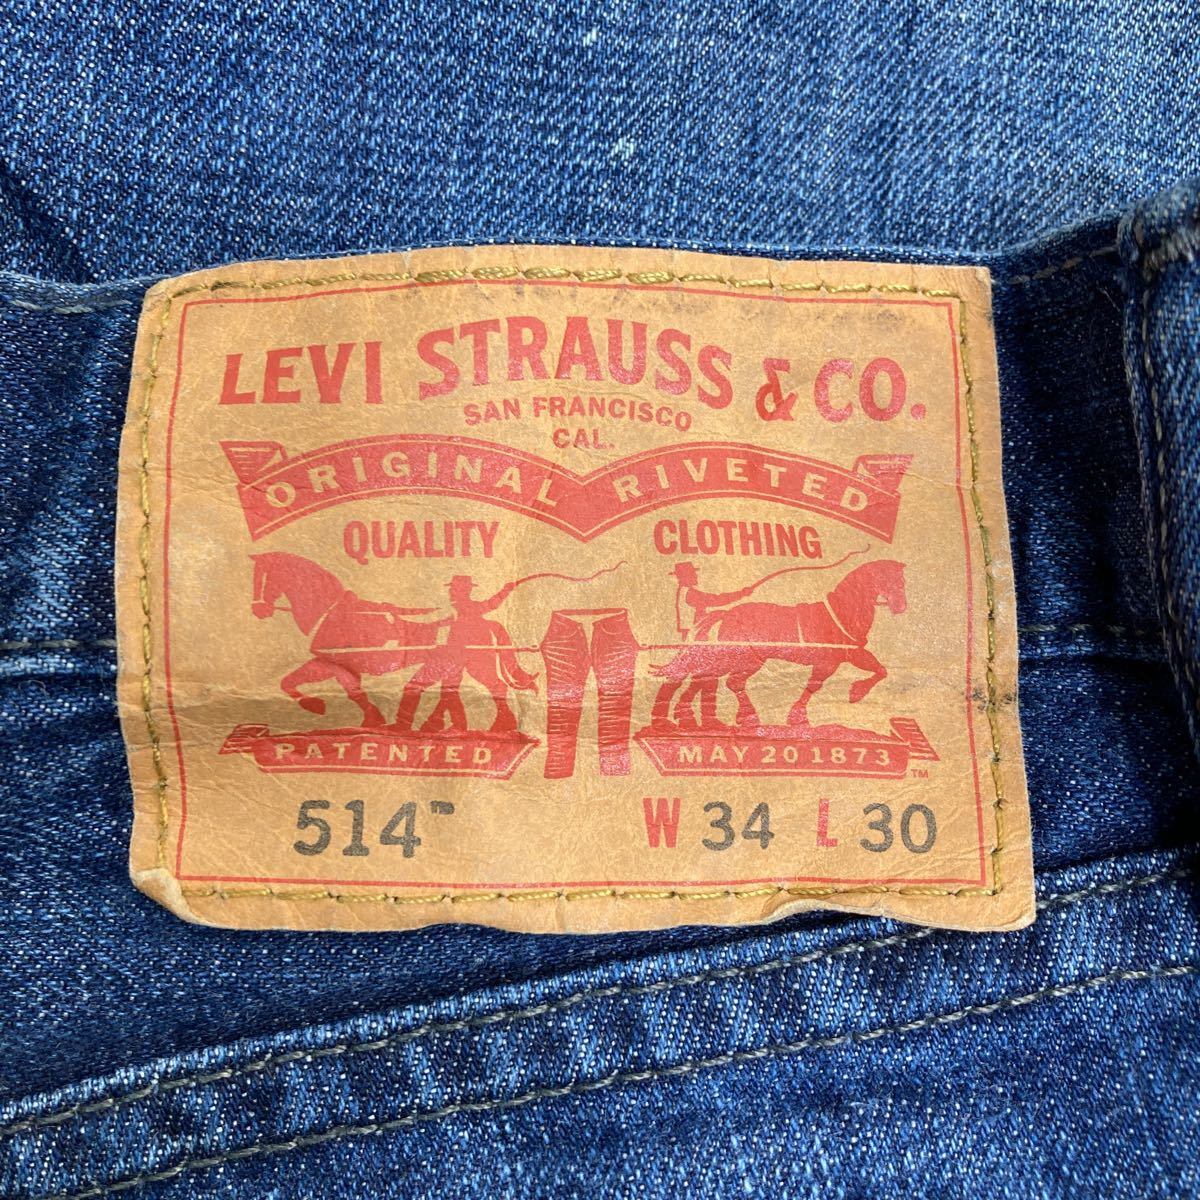 LEVI STRAUSS & CO.
SAN FRANCISCO
CAL.
ORIGINAL RIVETED
QUALITY CLOTHING
PATENTED MAY 20 1873 ™
514™ W 34 L 30